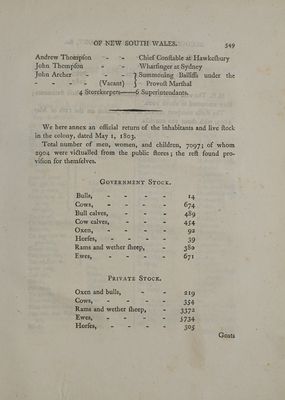 OF NEW SOUTH WALES. 549
Andrew Thompſon - - Chief Conſtable at Hawkeſbury
John Thompſon - - Wharfinger at Sydney
John Archer - - - } Summoning Bailiffs under the
- - - - (Vacant) } Provoſt Marſhal
4 Storekeepers——6 Superintendants.
We here annex an official return of the inhabitants and live ſtock
in the colony, dated May 1, 1803.
Total number of men, women, and children, 7097; of whom
2904 were victualled from the public ſtores; the reſt found pro-
viſion for themſelves.
GOVERNMENT STOCK.
Bulls, - - - - 14
Cows, - - - - 674
Bull calves, - - - 489
Cow calves, - - - 454
Oxen, - - - - 92
Horſes, - - - - 39
Rams and wether ſheep, - - 380
Ewes, - - - - 671
PRIVATE STOCK.
Oxen and bulls, - - 219
Cows, - - - - 354
Rams and wether ſheep, - 3372
Ewes, - - - - 5734
Horſes, - - - - 305
Goats